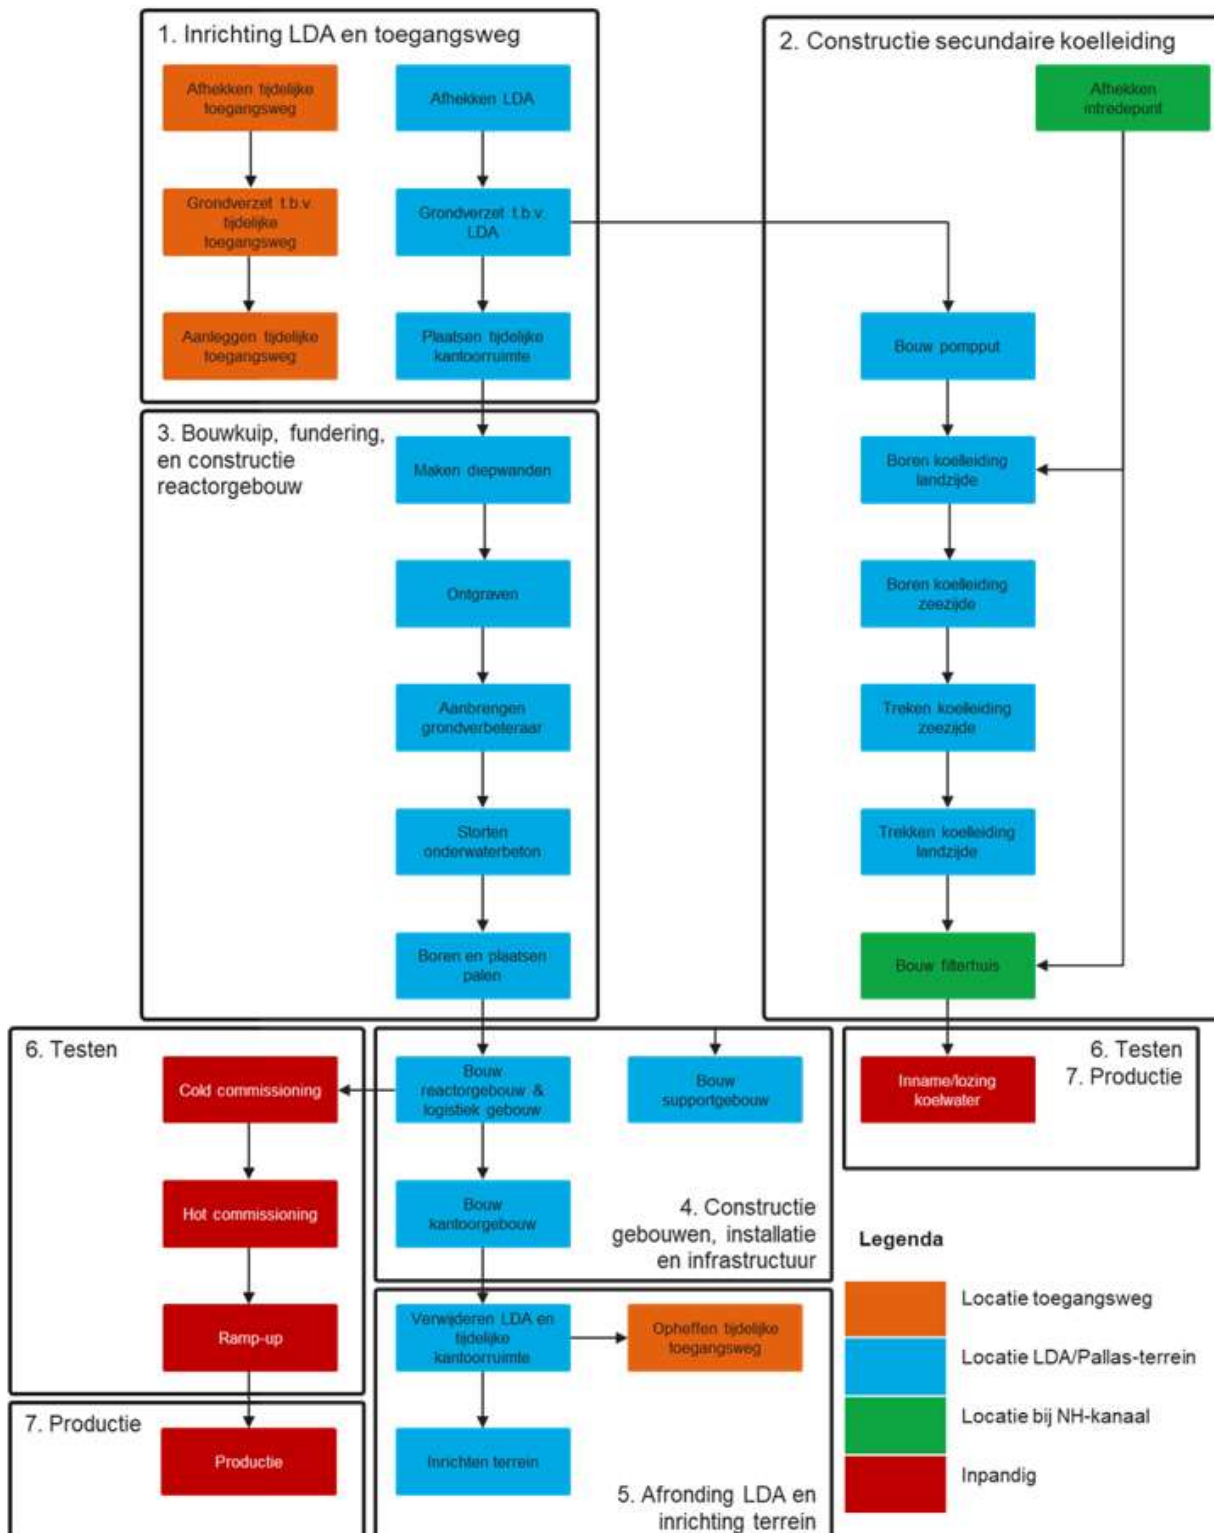 1. Inrichting LDA en toegangsweg
Afhekken tijdelijke
toegangsweg
Afhekken LDA
Grondverzet t.b.v.
tijdelijke
toegangsweg
Grondverzet t.b.v.
LDA
Aanleggen tijdelijke
toegangsweg
Plaatsen tijdelijke
kantoorruimte
2. Constructie secundaire koelleiding
Afhekken
intredepunt
Bouw pompput
Boren koelleiding
landzijde
Boren koelleiding
zeezijde
Treken koelleiding
zeezijde
Trekken koelleiding
landzijde
Bouw filterhuis
3. Bouwkuip, fundering,
en constructie
reactorgebouw
Maken diepwanden
Ontgraven
Aanbrengen
grondverbeteraar
Storten
onderwaterbeton
Boren en plaatsen
palen
6. Testen
Cold commissioning
Hot commissioning
Ramp-up
Bouw
reactorgebouw &
logistiek gebouw
Bouw
supportgebouw
Bouw
kantoorgebouw
4. Constructie
gebouwen, installatie
en infrastructuur
6. Testen
7. Productie
Inname/lozing
koelwater
7. Productie
Productie
Verwijderen LDA en
tijdelijke
kantoorruimte
Opheffen tijdelijke
toegangsweg
Inrichten terrein
5. Afronding LDA en
inrichting terrein
Legenda
Locatie toegangsweg
Locatie LDA/Pallas-terrein
Locatie bij NH-kanaal
Inpandig